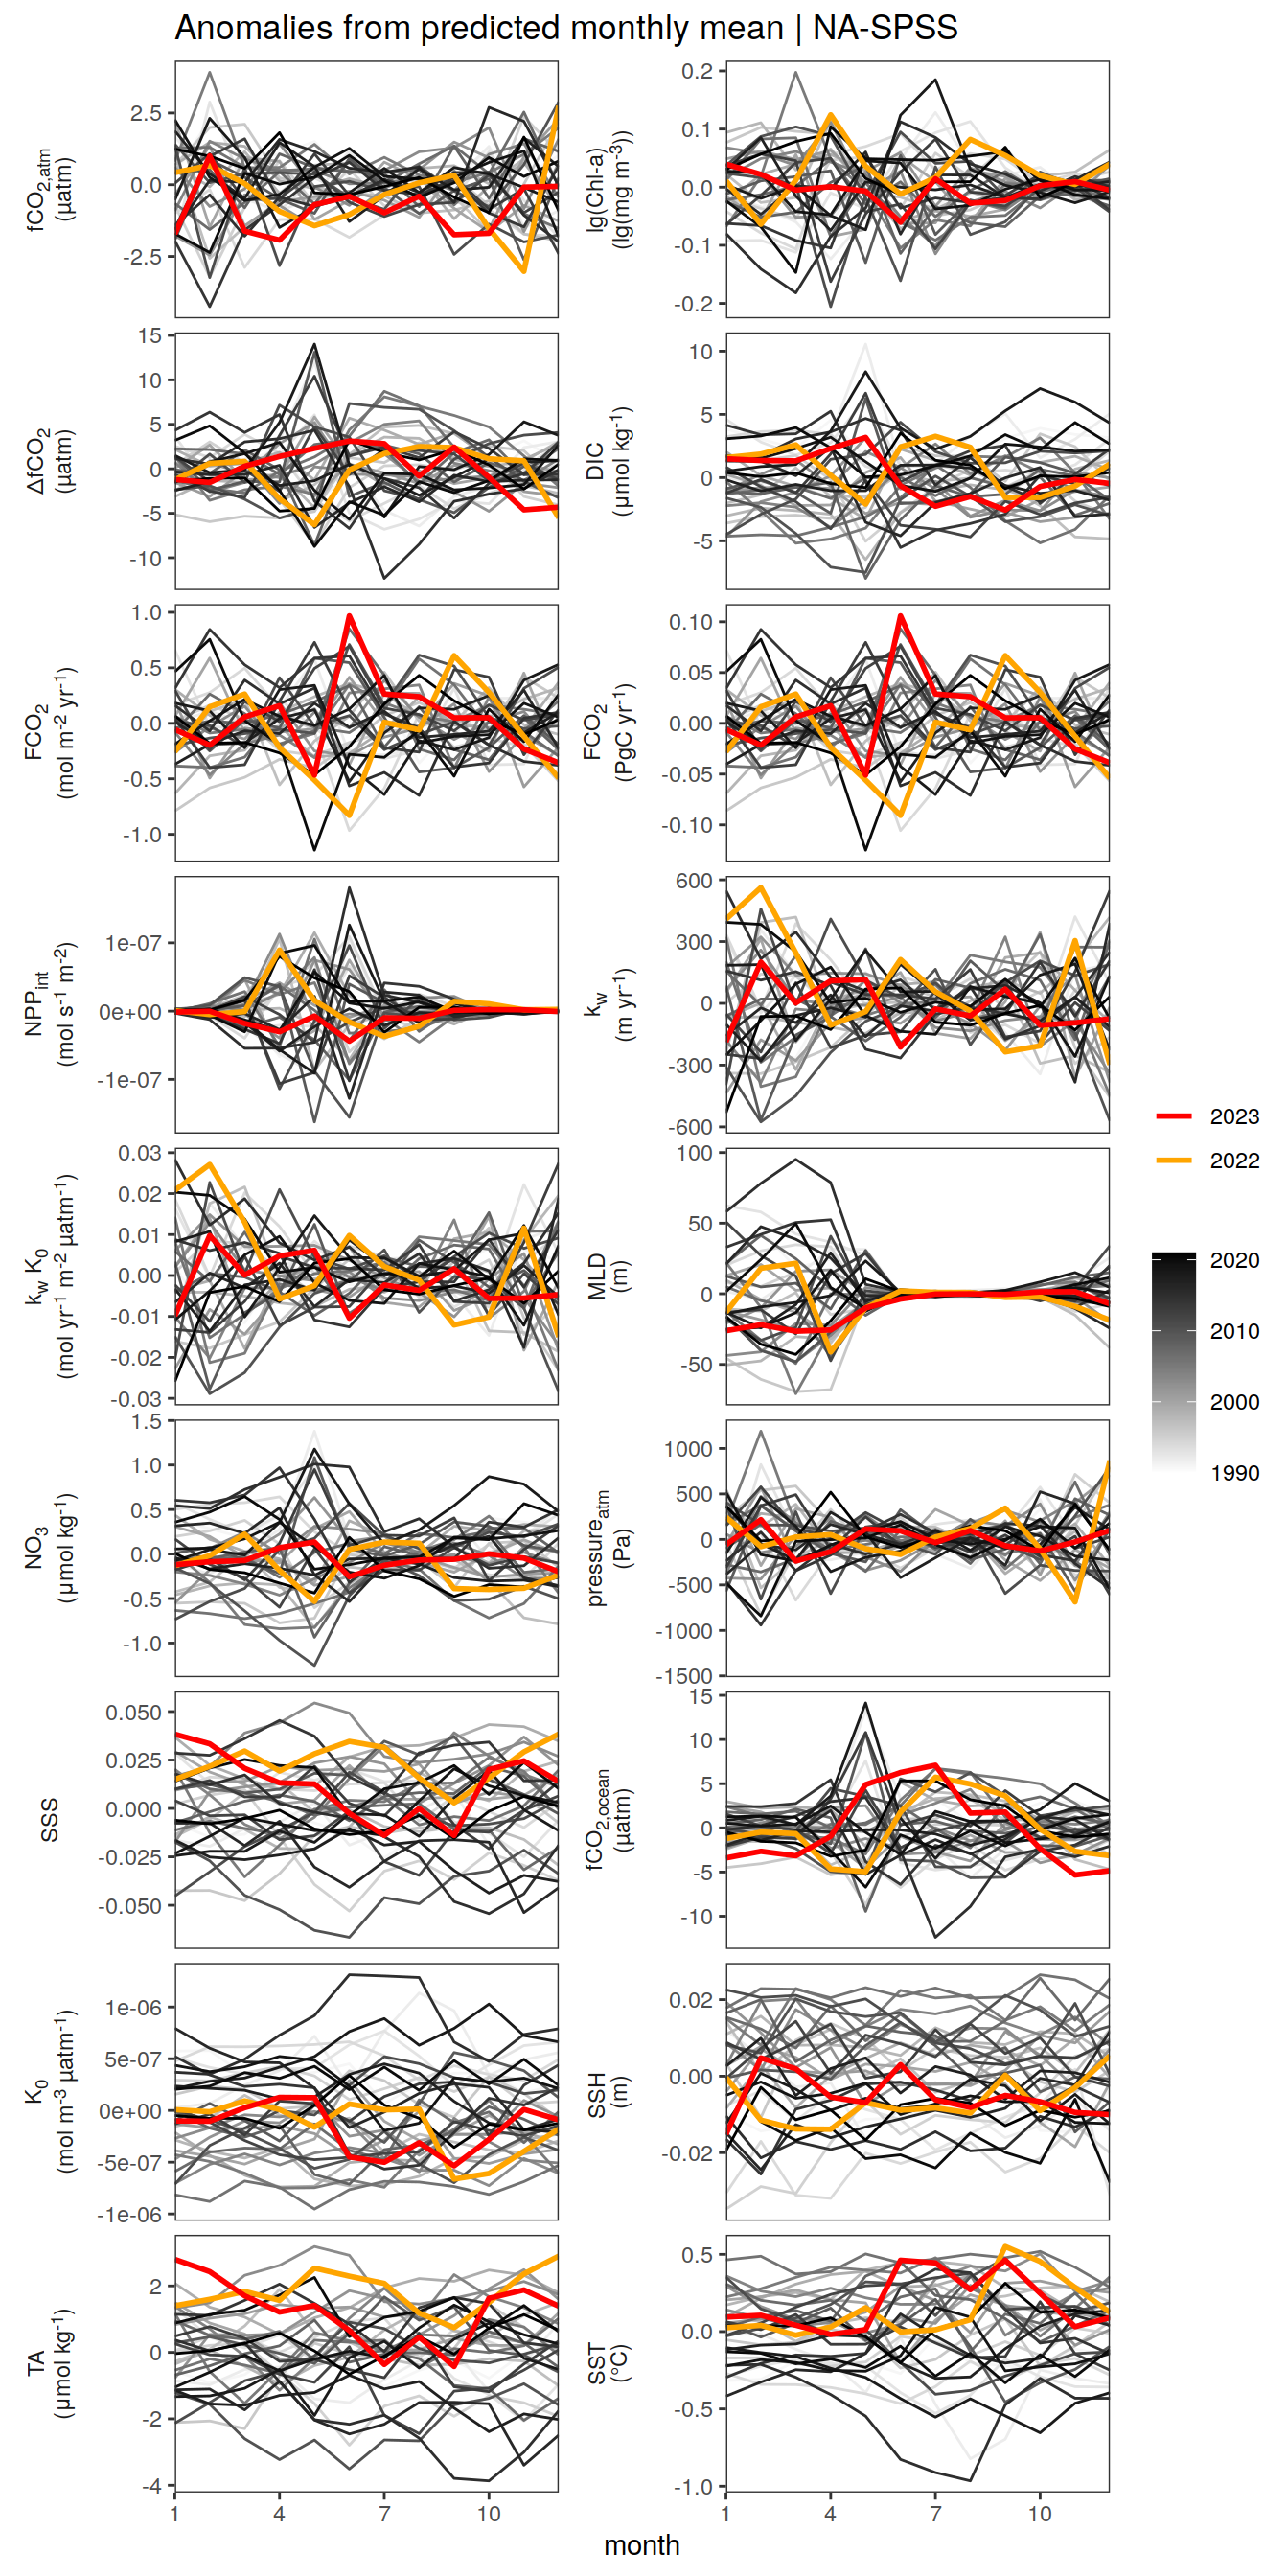 Anomalies from predicted monthly mean | NA-SPSS
fCO2,atm
(µatm)
2.5
0.0
-2.5
lg(Chl-a)
(lg(mg m-3))
0.2
0.1
0.0
-0.1
-0.2
ΔfCO2
(µatm)
15
10
5
0
-5
-10
DIC
(µmol kg-1)
10
5
0
-5
FCO2
(mol m-2 yr-1)
1.0
0.5
0.0
-0.5
-1.0
FCO2
(PgC yr-1)
0.10
0.05
0.00
-0.05
-0.10
NPPint
(mol s-1 m-2)
1e-07
0e+00
-1e-07
kw
(m yr-1)
600
300
0
-300
-600
kw K0
(mol yr-1 m-2 µatm-1)
0.03
0.02
0.01
0.00
-0.01
-0.02
-0.03
MLD
(m)
100
50
0
-50
NO3
(µmol kg-1)
1.5
1.0
0.5
0.0
-0.5
-1.0
pressureatm
(Pa)
1000
500
0
-500
-1000
-1500
SSS
0.050
0.025
0.000
-0.025
-0.050
fCO2,ocean
(µatm)
15
10
5
0
-5
-10
K0
(mol m-3 µatm-1)
1e-06
5e-07
0e+00
-5e-07
-1e-06
SSH
(m)
0.02
0.00
-0.02
TA
(µmol kg-1)
2
0
-2
-4
SST
(°C)
0.5
0.0
-0.5
-1.0
1 4 7 10
1 4 7 10
month
2023
2022
2020
2010
2000
1990